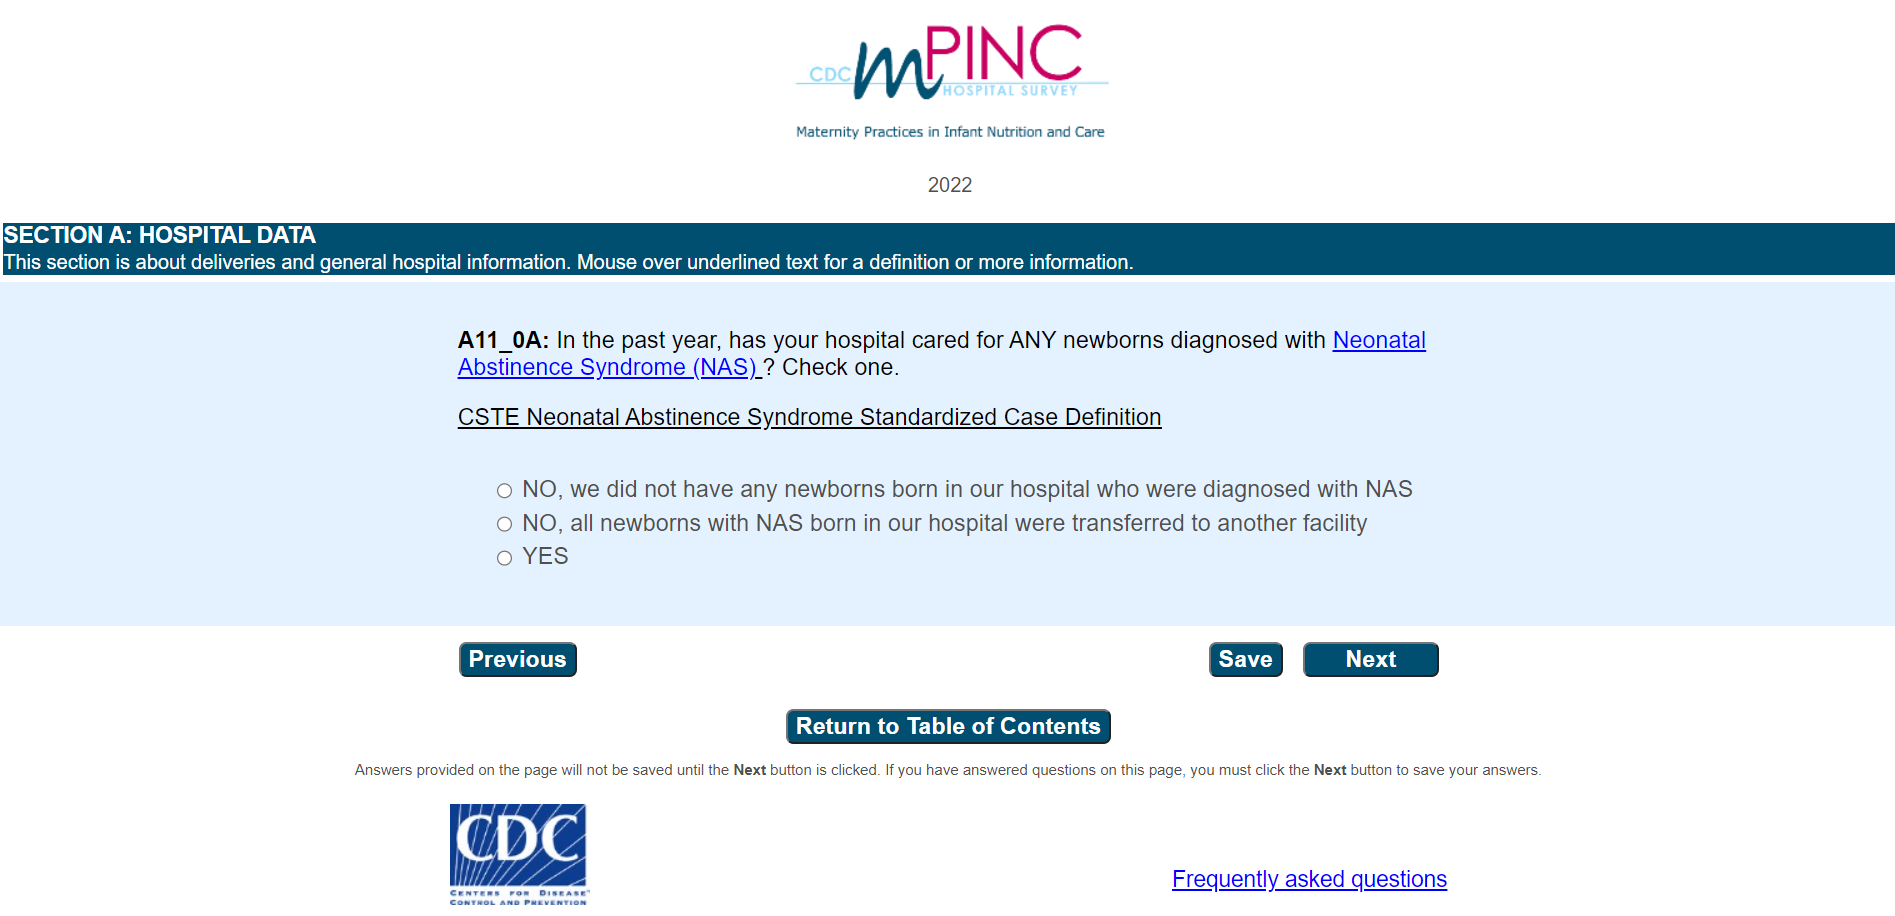 CDC mPINC
HOSPITAL SURVEY
Maternity Practices in Infant Nutrition and Care
2022
SECTION A: HOSPITAL DATA
This section is about deliveries and general hospital information. Mouse over underlined text for a definition or more information.
A11_0A: In the past year, has your hospital cared for ANY newborns diagnosed with Neonatal
Abstinence Syndrome (NAS) ? Check one.
CSTE Neonatal Abstinence Syndrome Standardized Case Definition
NO, we did not have any newborns born in our hospital who were diagnosed with NAS
NO, all newborns with NAS born in our hospital were transferred to another facility
YES
Previous Save Next
Return to Table of Contents
Answers provided on the page will not be saved until the Next button is clicked. If you have answered questions on this page, you must click the Next button to save your answers.
CDC
CENTERS FOR DISEASE™
CONTROL AND PREVENTION
Frequently asked questions